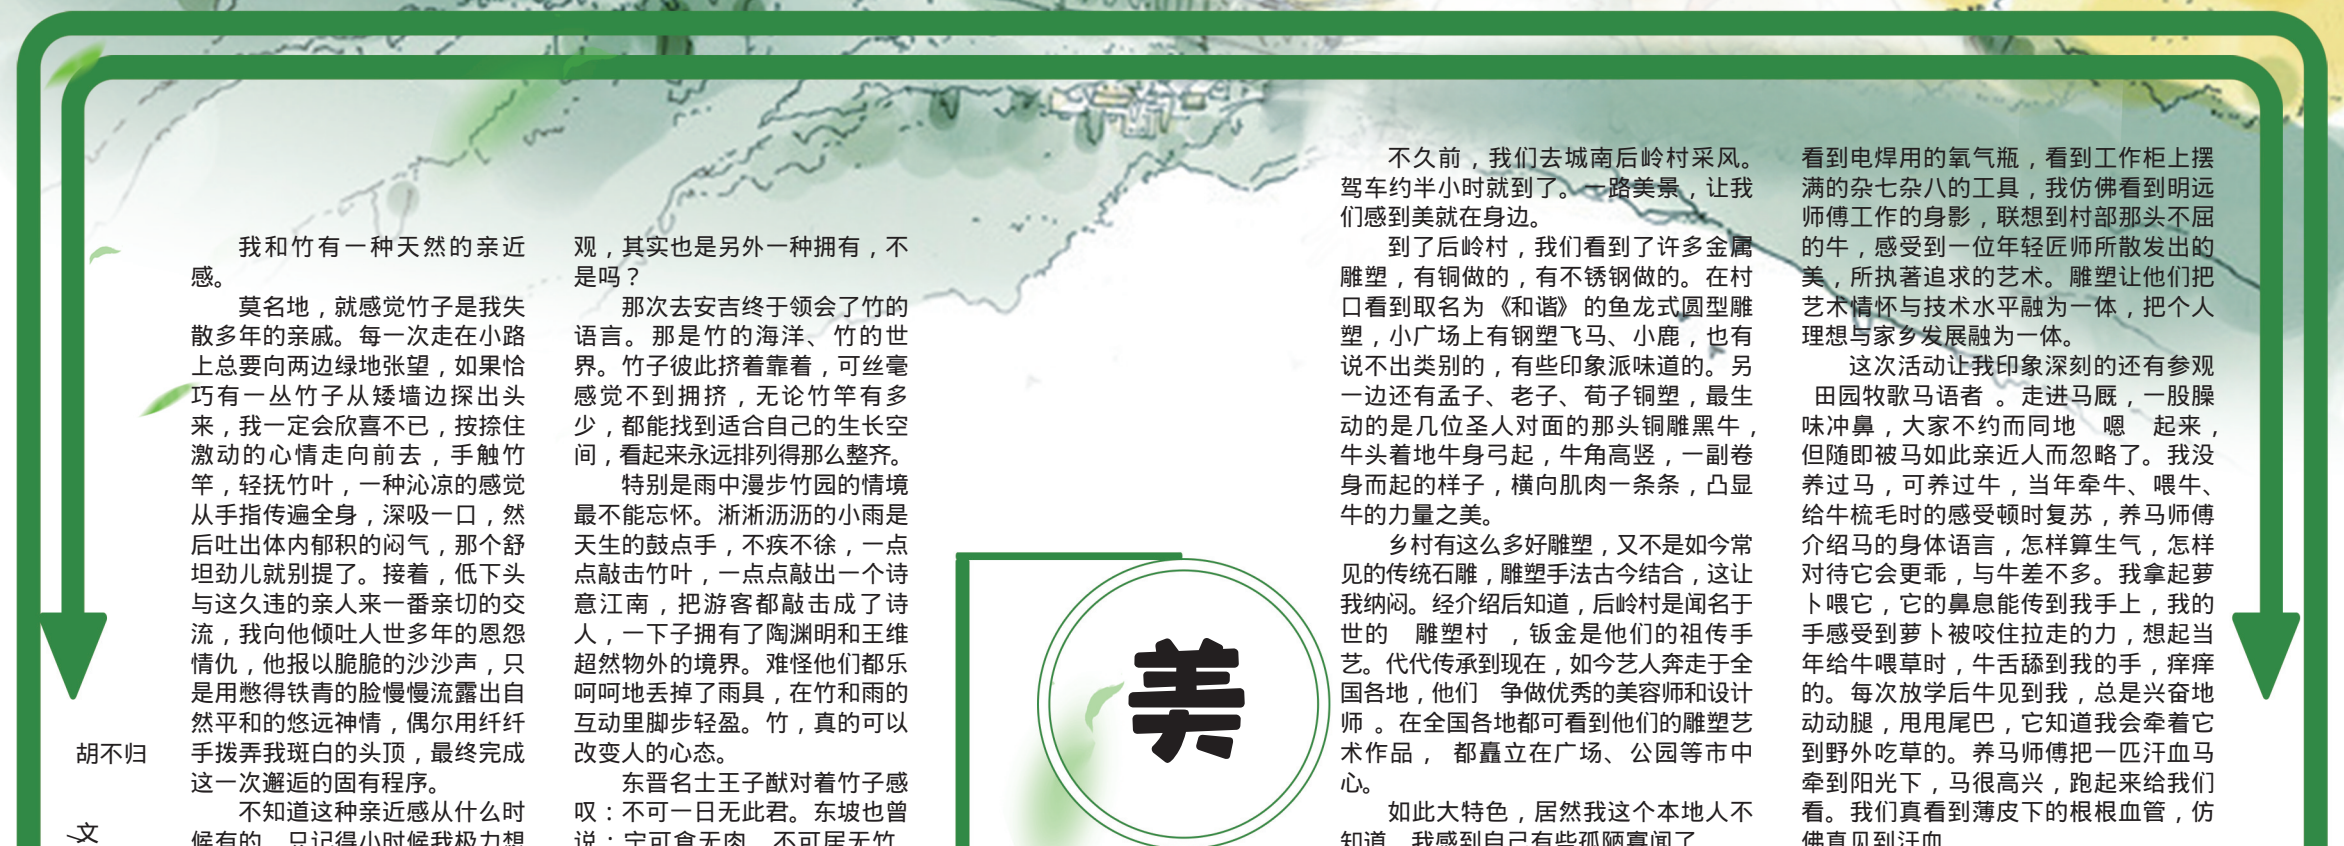 胡不归
文
我和竹有一种天然的亲近
感。
莫名地，就感觉竹子是我失
散多年的亲戚。每一次走在小路
上总要向两边绿地张望，如果恰
巧有一丛竹子从矮墙边探出头
来，我一定会欣喜不已，按捺住
激动的心情走向前去，手触竹
竿，轻抚竹叶，一种沁凉的感觉
从手指传遍全身，深吸一口，然
后吐出体内郁积的闷气，那个舒
坦劲儿就别提了。接着，低下头
与这久违的亲人来一番亲切的交
流，我向他倾吐人世多年的恩怨
情仇，他报以脆脆的沙沙声，只
是用憋得铁青的脸慢慢流露出自
然平和的悠远神情，偶尔用纤纤
手拨弄我斑白的头顶，最终完成
这一次邂逅的固有程序。
不知道这种亲近感从什么时
候有的，只记得小时候我极力想
观，其实也是另外一种拥有，不
是吗？
那次去安吉终于领会了竹的
语言。那是竹的海洋、竹的世
界。竹子彼此挤着靠着，可丝毫
感觉不到拥挤，无论竹竿有多
少，都能找到适合自己的生长空
间，看起来永远排列得那么整齐。
特别是雨中漫步竹园的情境
最不能忘怀。淅淅沥沥的小雨是
天生的鼓点手，不疾不徐，一点
点敲击竹叶，一点点敲出一个诗
意江南，把游客都敲击成了诗
人，一下子拥有了陶渊明和王维
超然物外的境界。难怪他们都乐
呵呵地丢掉了雨具，在竹和雨的
互动里脚步轻盈。竹，真的可以
改变人的心态。
东晋名士王子猷对着竹子感
叹：不可一日无此君。东坡也曾
说：宁可食无肉，不可居无竹。
美
不久前，我们去城南后岭村采风。
驾车约半小时就到了。一路美景，让我
们感到美就在身边。
到了后岭村，我们看到了许多金属
雕塑，有铜做的，有不锈钢做的。在村
口看到取名为《和谐》的鱼龙式圆型雕
塑，小广场上有钢塑飞马、小鹿，也有
说不出类别的，有些印象派味道的。另
一边还有孟子、老子、荀子铜塑，最生
动的是几位圣人对面的那头铜雕黑牛，
牛头着地牛身弓起，牛角高竖，一副卷
身而起的样子，横向肌肉一条条，凸显
牛的力量之美。
乡村有这么多好雕塑，又不是如今常
见的传统石雕，雕塑手法古今结合，这让
我纳闷。经介绍后知道，后岭村是闻名于
世的　雕塑村　，钣金是他们的祖传手
艺。代代传承到现在，如今艺人奔走于全
国各地，他们　争做优秀的美容师和设计
师 。在全国各地都可看到他们的雕塑艺
术作品， 都矗立在广场、公园等市中
心。
如此大特色，居然我这个本地人不
知道，我感到自己有些孤陋寡闻了。
看到电焊用的氧气瓶，看到工作柜上摆
满的杂七杂八的工具，我仿佛看到明远
师傅工作的身影，联想到村部那头不屈
的牛，感受到一位年轻匠师所散发出的
美，所执著追求的艺术。雕塑让他们把
艺术情怀与技术水平融为一体，把个人
理想与家乡发展融为一体。
这次活动让我印象深刻的还有参观
田园牧歌马语者 。走进马厩，一股臊
味冲鼻，大家不约而同地　嗯　起来，
但随即被马如此亲近人而忽略了。我没
养过马，可养过牛，当年牵牛、喂牛、
给牛梳毛时的感受顿时复苏，养马师傅
介绍马的身体语言，怎样算生气，怎样
对待它会更乖，与牛差不多。我拿起萝
卜喂它，它的鼻息能传到我手上，我的
手感受到萝卜被咬住拉走的力，想起当
年给牛喂草时，牛舌舔到我的手，痒痒
的。每次放学后牛见到我，总是兴奋地
动动腿，甩甩尾巴，它知道我会牵着它
到野外吃草的。养马师傅把一匹汗血马
牵到阳光下，马很高兴，跑起来给我们
看。我们真看到薄皮下的根根血管，仿
佛真见到汗血